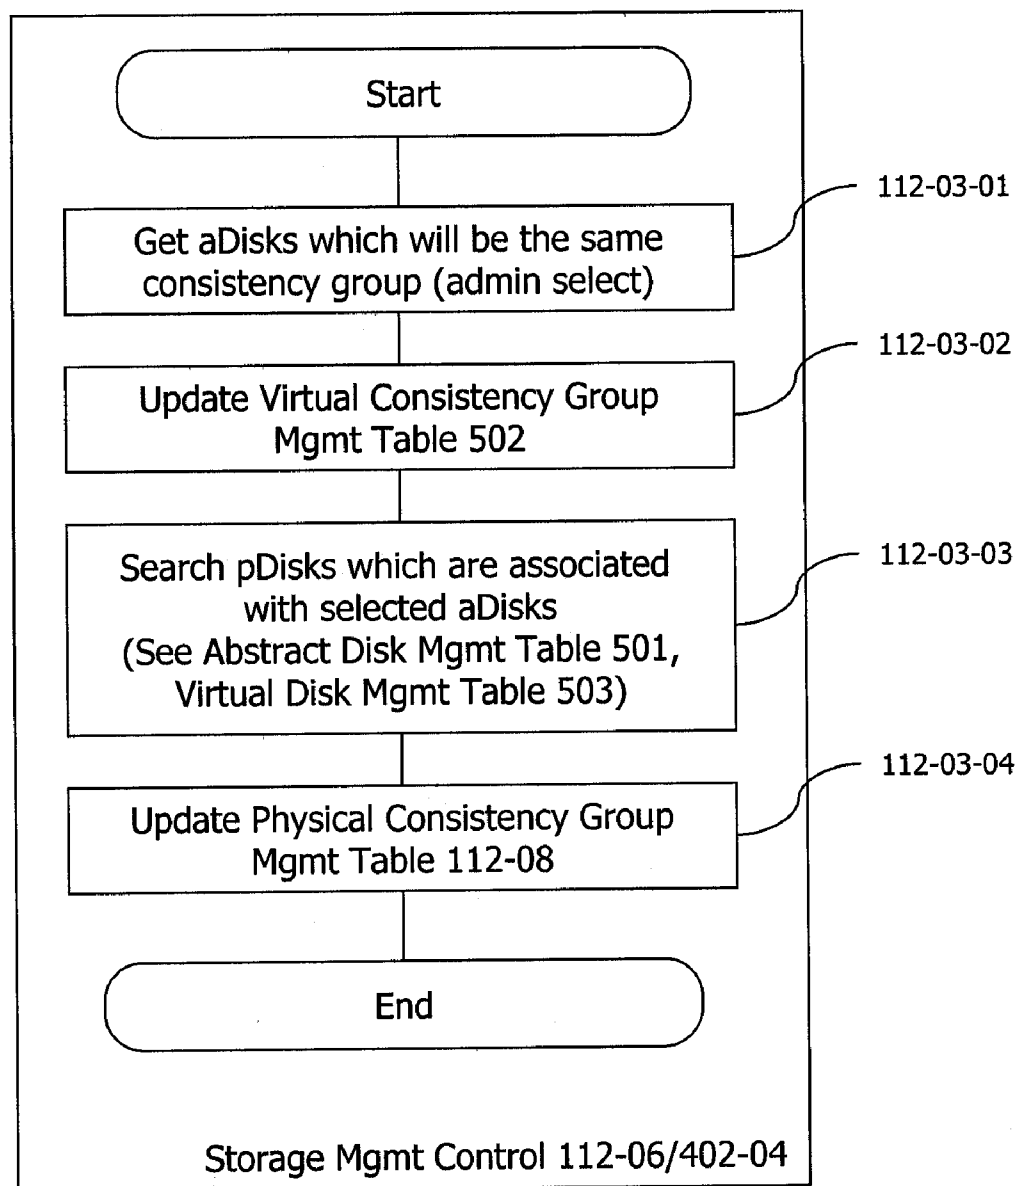 Start
112-03-01
Get aDisks which will be the same
consistency group (admin select)
112-03-02
Update Virtual Consistency Group
Mgmt Table 502
112-03-03
Search pDisks which are associated
with selected aDisks
(See Abstract Disk Mgmt Table 501,
Virtual Disk Mgmt Table 503)
112-03-04
Update Physical Consistency Group
Mgmt Table 112-08
End
Storage Mgmt Control 112-06/402-04